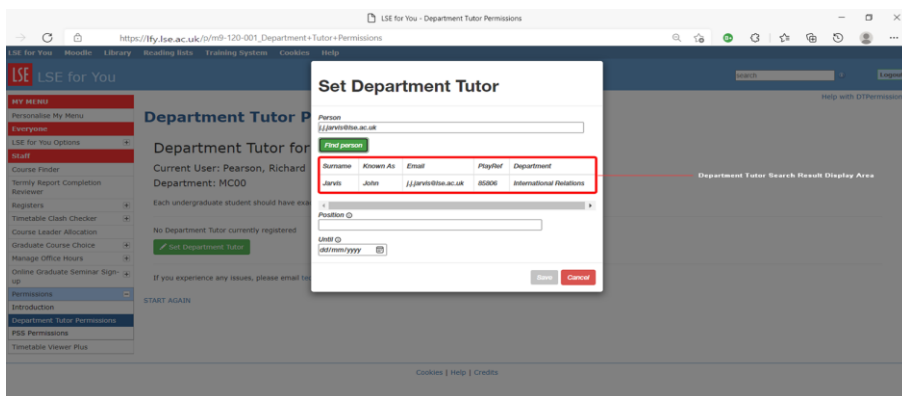 LSE for You - Department Tutor Permissions
https://lfy.lse.ac.uk/p/m9-120-001_Department+Tutor+Permissions
LSE for You Moodle Library Reading lists Training System Cookies Help
LSE LSE for You
search
Logout
Help with DTPermission
MY MENU
Personalise My Menu
Everyone
LSE for You Options
Staff
Course Finder
Termly Report Completion
Reviewer
Registers
Timetable Clash Checker
Course Leader Allocation
Graduate Course Choice
Manage Office Hours
Online Graduate Seminar Sign-
up
Permissions
Introduction
Department Tutor Permissions
PSS Permissions
Timetable Viewer Plus
Department Tutor P
Department Tutor for
Current User: Pearson, Richard
Department: MC00
Each undergraduate student should have exa
No Department Tutor currently registered
Set Department Tutor
If you experience any issues, please email
START AGAIN
Set Department Tutor
Person
j.j.jarvis@lse.ac.uk
Find person
Surname Known As Email PlayRef Department
Jarvis John j.j.jarvis@lse.ac.uk 85806 International Relations
Position
Until
dd/mm/yyyy
Save Cancel
Department Tutor Search Result Display Area
Cookies | Help | Credits